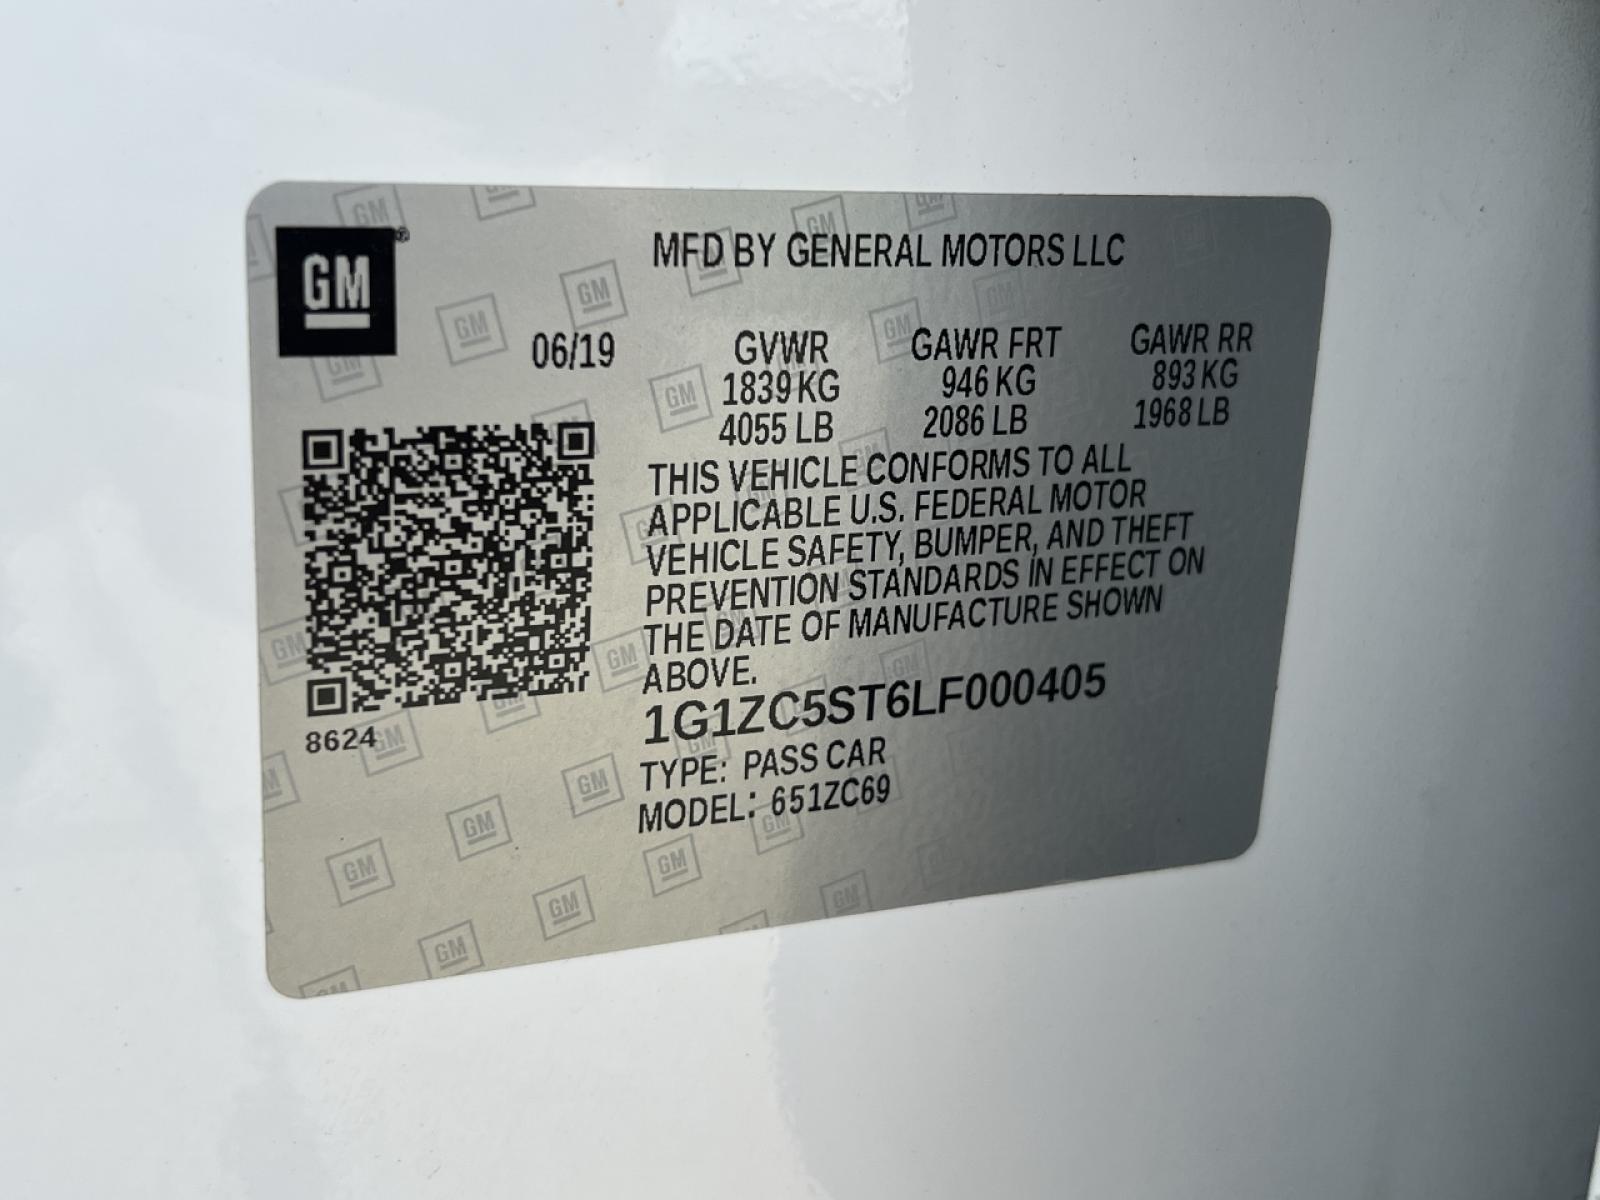 GM
MFD BY GENERAL MOTORS LLC
06/19
GVWR GAWR FRT GAWR RR
1839 KG 946 KG 893 KG
4055 LB 2086 LB 1968 LB
THIS VEHICLE CONFORMS TO ALL
APPLICABLE U.S. FEDERAL MOTOR
VEHICLE SAFETY, BUMPER, AND THEFT
PREVENTION STANDARDS IN EFFECT ON
THE DATE OF MANUFACTURE SHOWN
ABOVE.
1G1ZC5ST6LF000405
8624
TYPE: PASS CAR
MODEL: 651ZC69